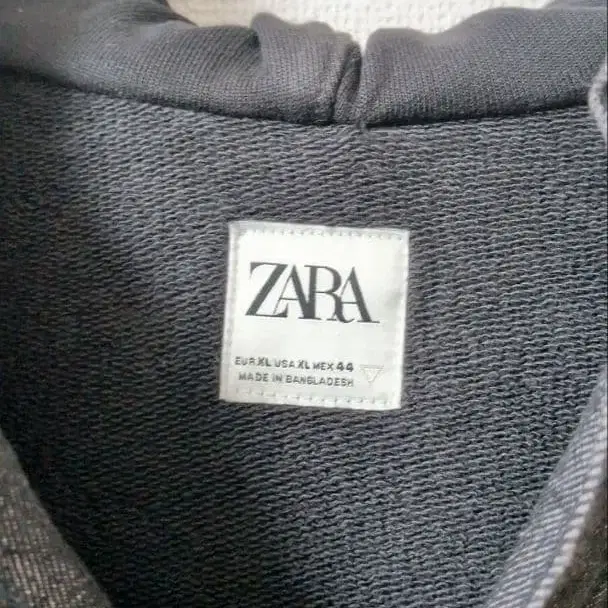 ZARA
EUR XL USA XL MEX 44
MADE IN BANGLADESH